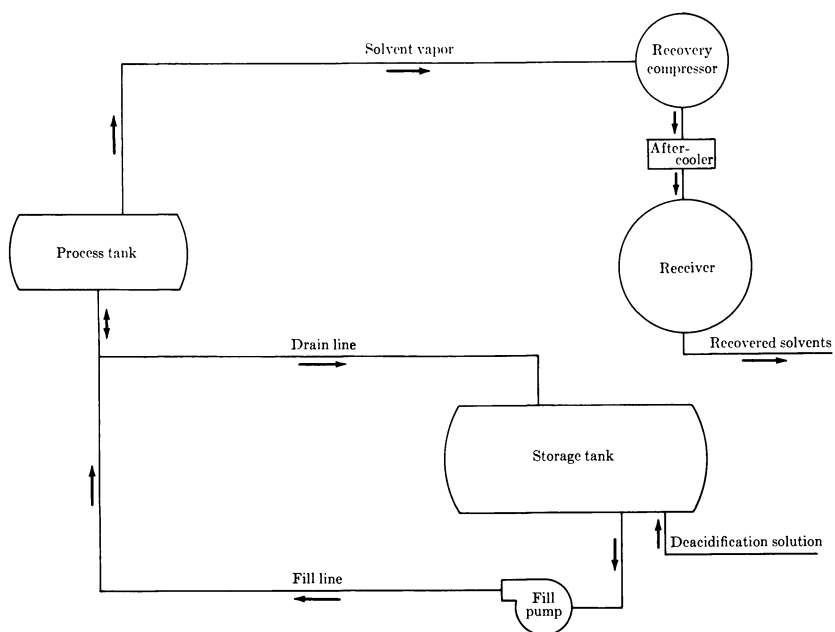 Solvent vapor
Recovery
compressor
After-
cooler
Process tank
Receiver
Recovered solvents
Drain line
Storage tank
Deacidification solution
Fill line
Fill
pump